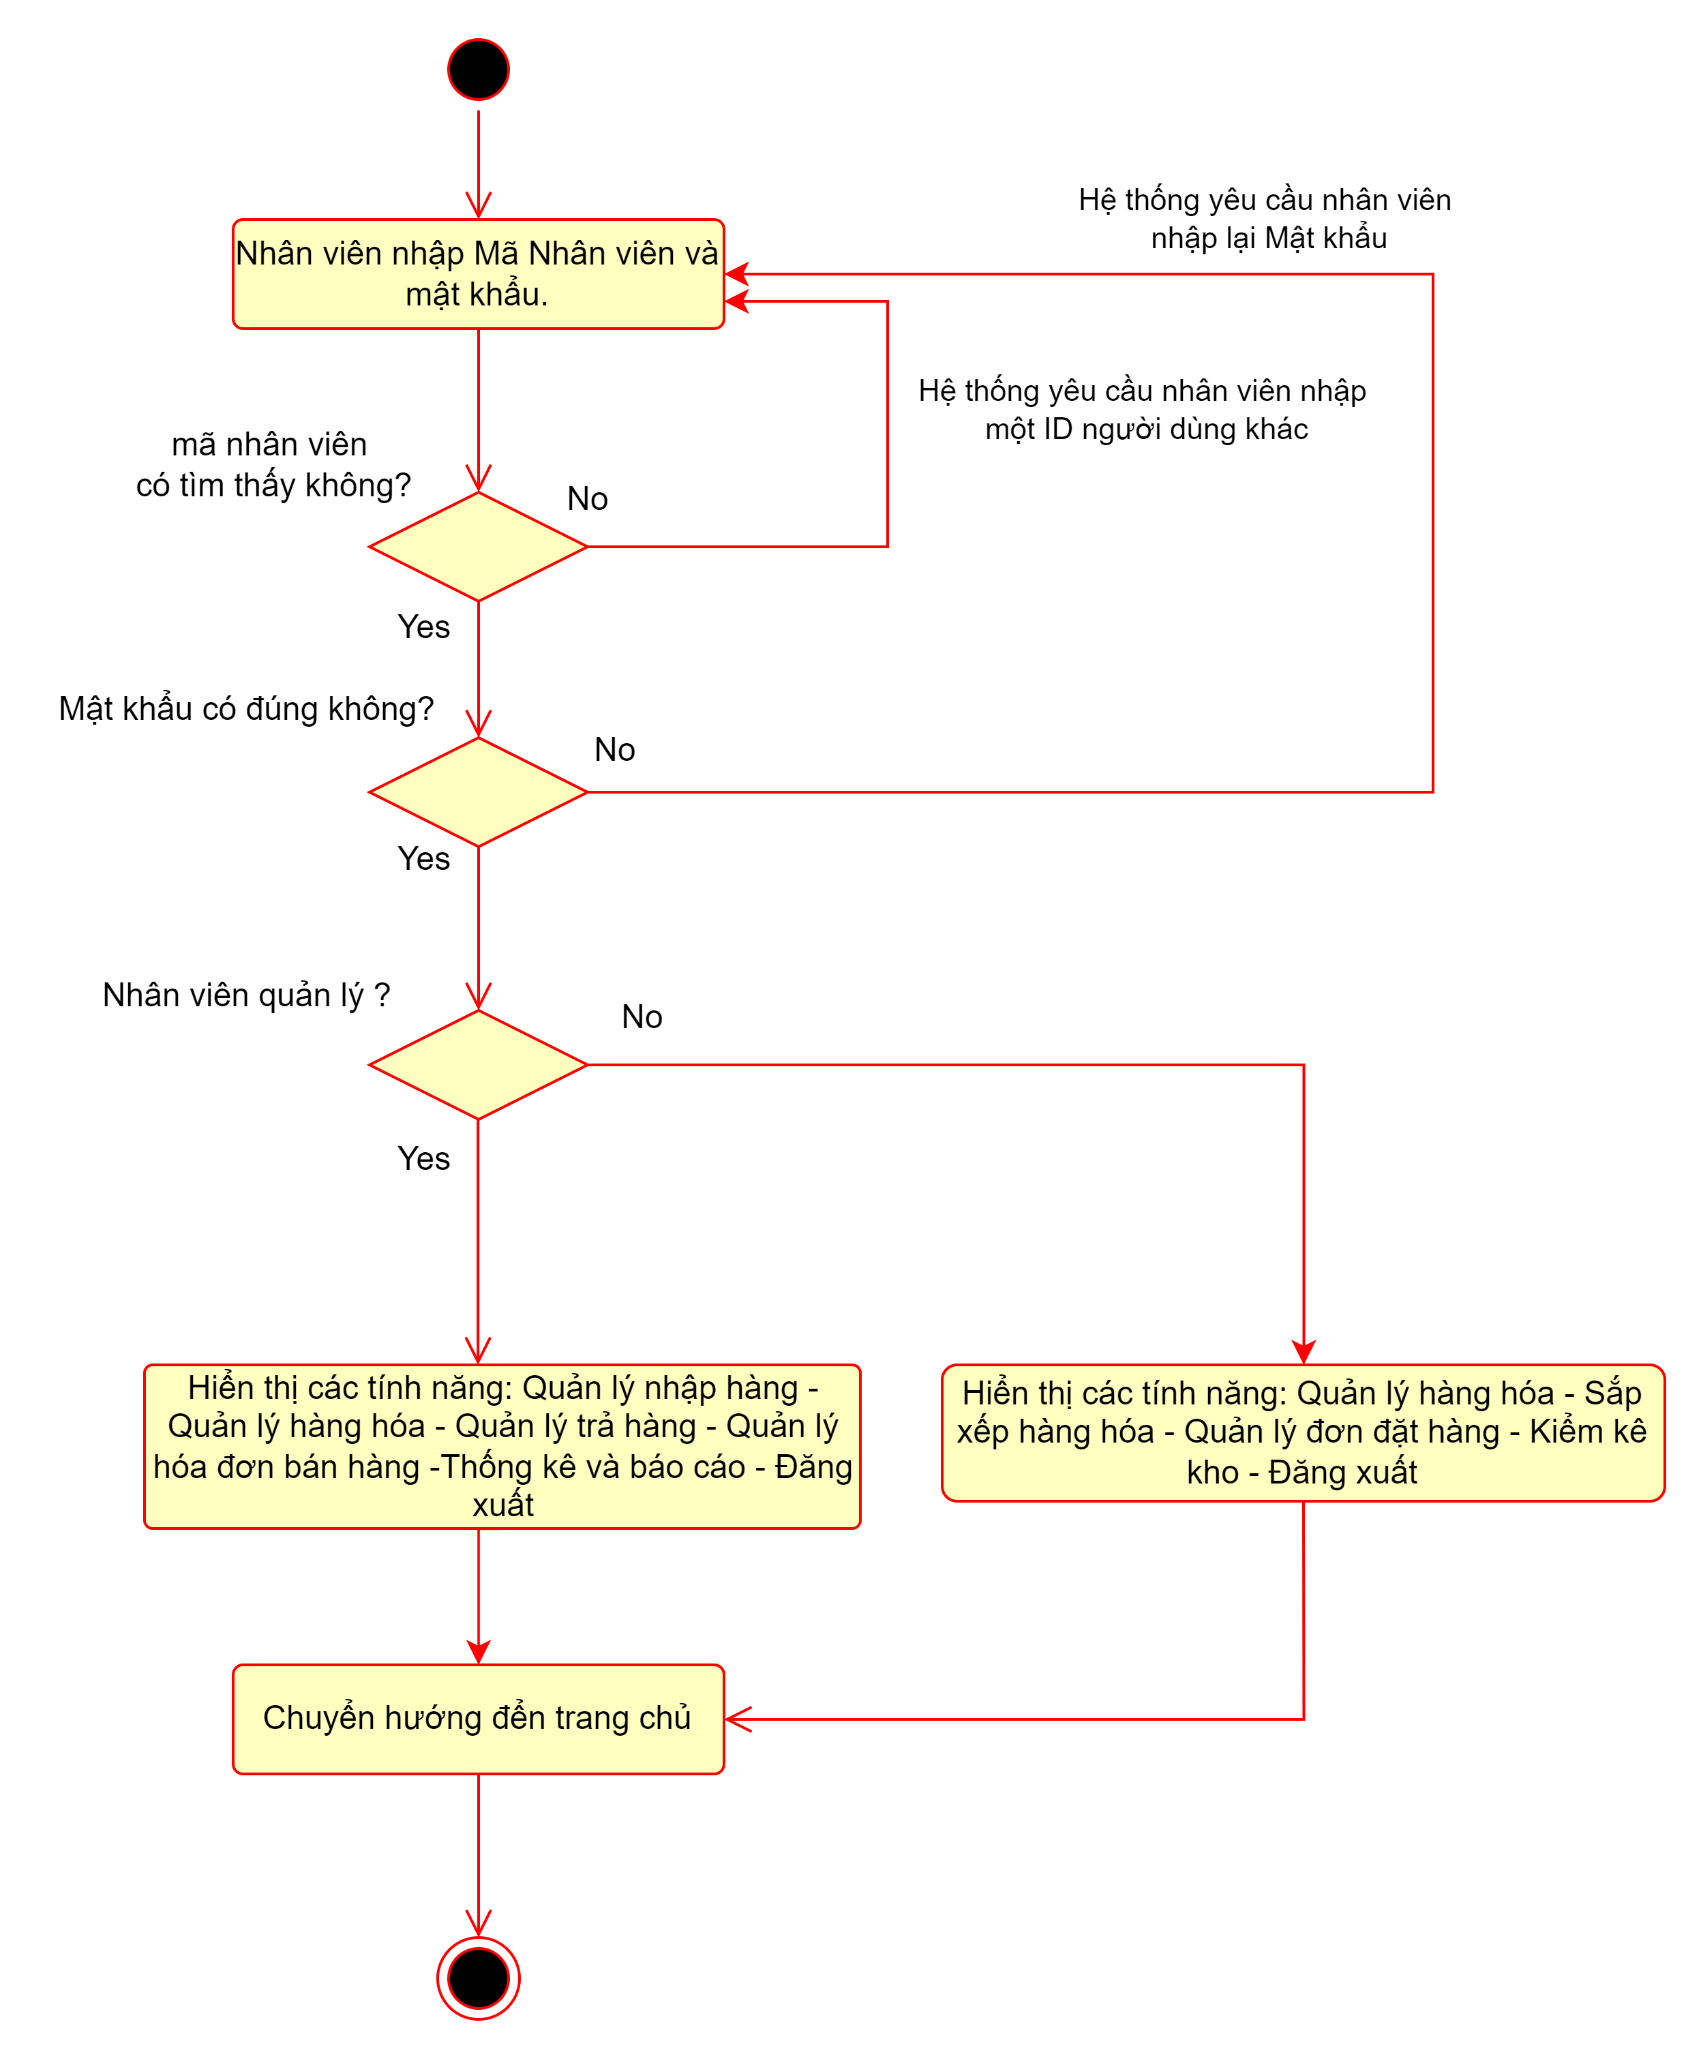 Hệ thống yêu cầu nhân viên
nhập lại Mật khẩu
Nhân viên nhập Mã Nhân viên và
mật khẩu.
Hệ thống yêu cầu nhân viên nhập
một ID người dùng khác
mã nhân viên
có tìm thấy không?
No
Yes
Mật khẩu có đúng không?
No
Yes
Nhân viên quản lý ?
No
Yes
Hiển thị các tính năng: Quản lý nhập hàng -
Quản lý hàng hóa - Quản lý trả hàng - Quản lý
hóa đơn bán hàng -Thống kê và báo cáo - Đăng
xuất
Hiển thị các tính năng: Quản lý hàng hóa - Sắp
xếp hàng hóa - Quản lý đơn đặt hàng - Kiểm kê
kho - Đăng xuất
Chuyển hướng để̉n trang chủ